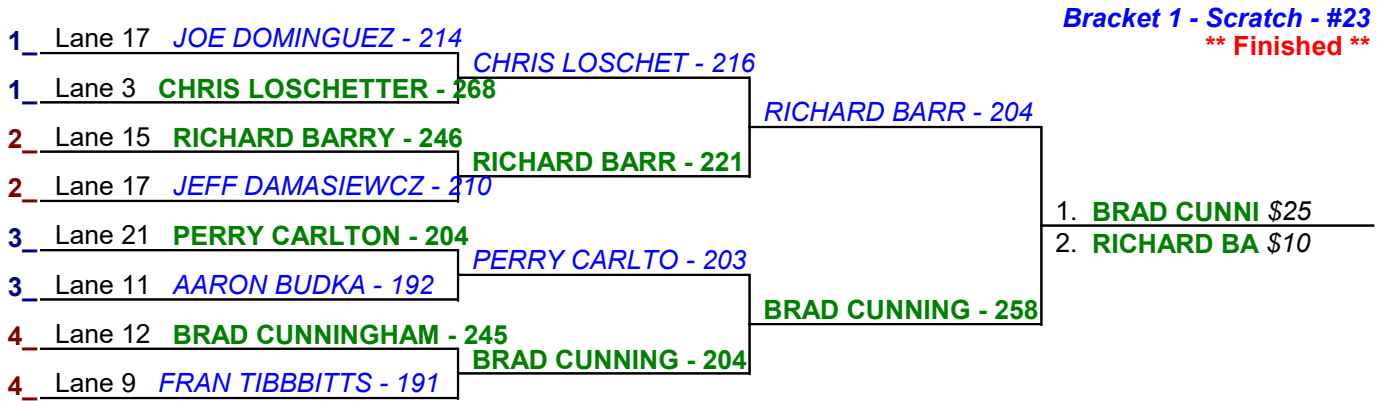 Bracket 1 - Scratch - #23
** Finished **
1_ Lane 17 JOE DOMINGUEZ - 214
1_ Lane 3 CHRIS LOSCHETTER - 268
2_ Lane 15 RICHARD BARRY - 246
2_ Lane 17 JEFF DAMASIEWCZ - 210
3_ Lane 21 PERRY CARLTON - 204
3_ Lane 11 AARON BUDKA - 192
4_ Lane 12 BRAD CUNNINGHAM - 245
4_ Lane 9 FRAN TIBBBITTS - 191
CHRIS LOSCHET - 216
RICHARD BARR - 221
PERRY CARLTO - 203
BRAD CUNNING - 204
RICHARD BARR - 204
BRAD CUNNING - 258
1. BRAD CUNNI $25
2. RICHARD BA $10